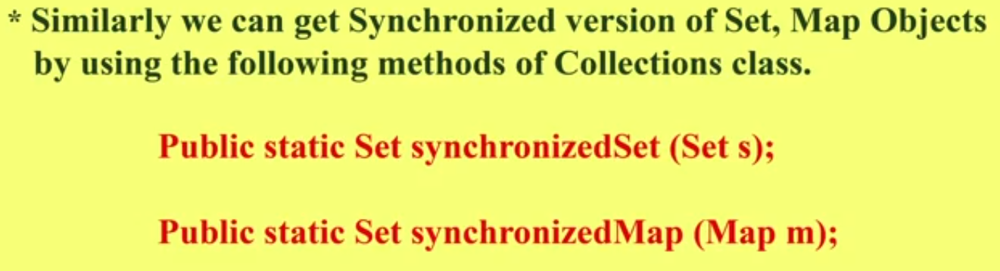 * Similarly we can get Synchronized version of Set, Map Objects
by using the following methods of Collections class.
Public static Set synchronizedSet (Set s);
Public static Set synchronizedMap (Map m);